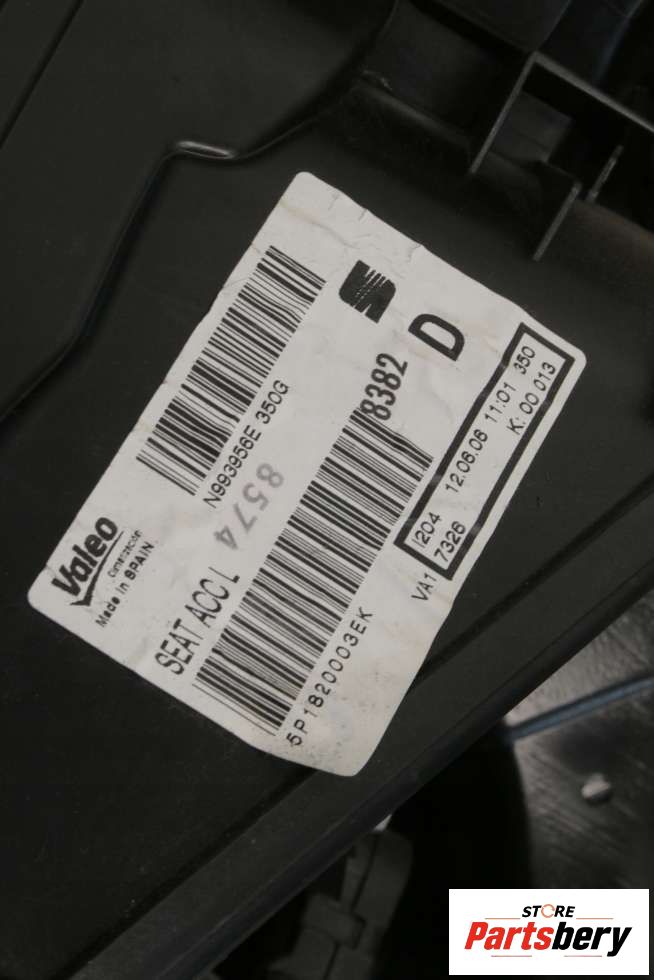 Valeo
Climatización
Made in SPAIN
N993956E 350G
8574
SEAT ACC L
5P1820003EK
8382
D
I204 12.06.06 11:01 350
VA1 7326 K: 00 013
STORE
Partsbery